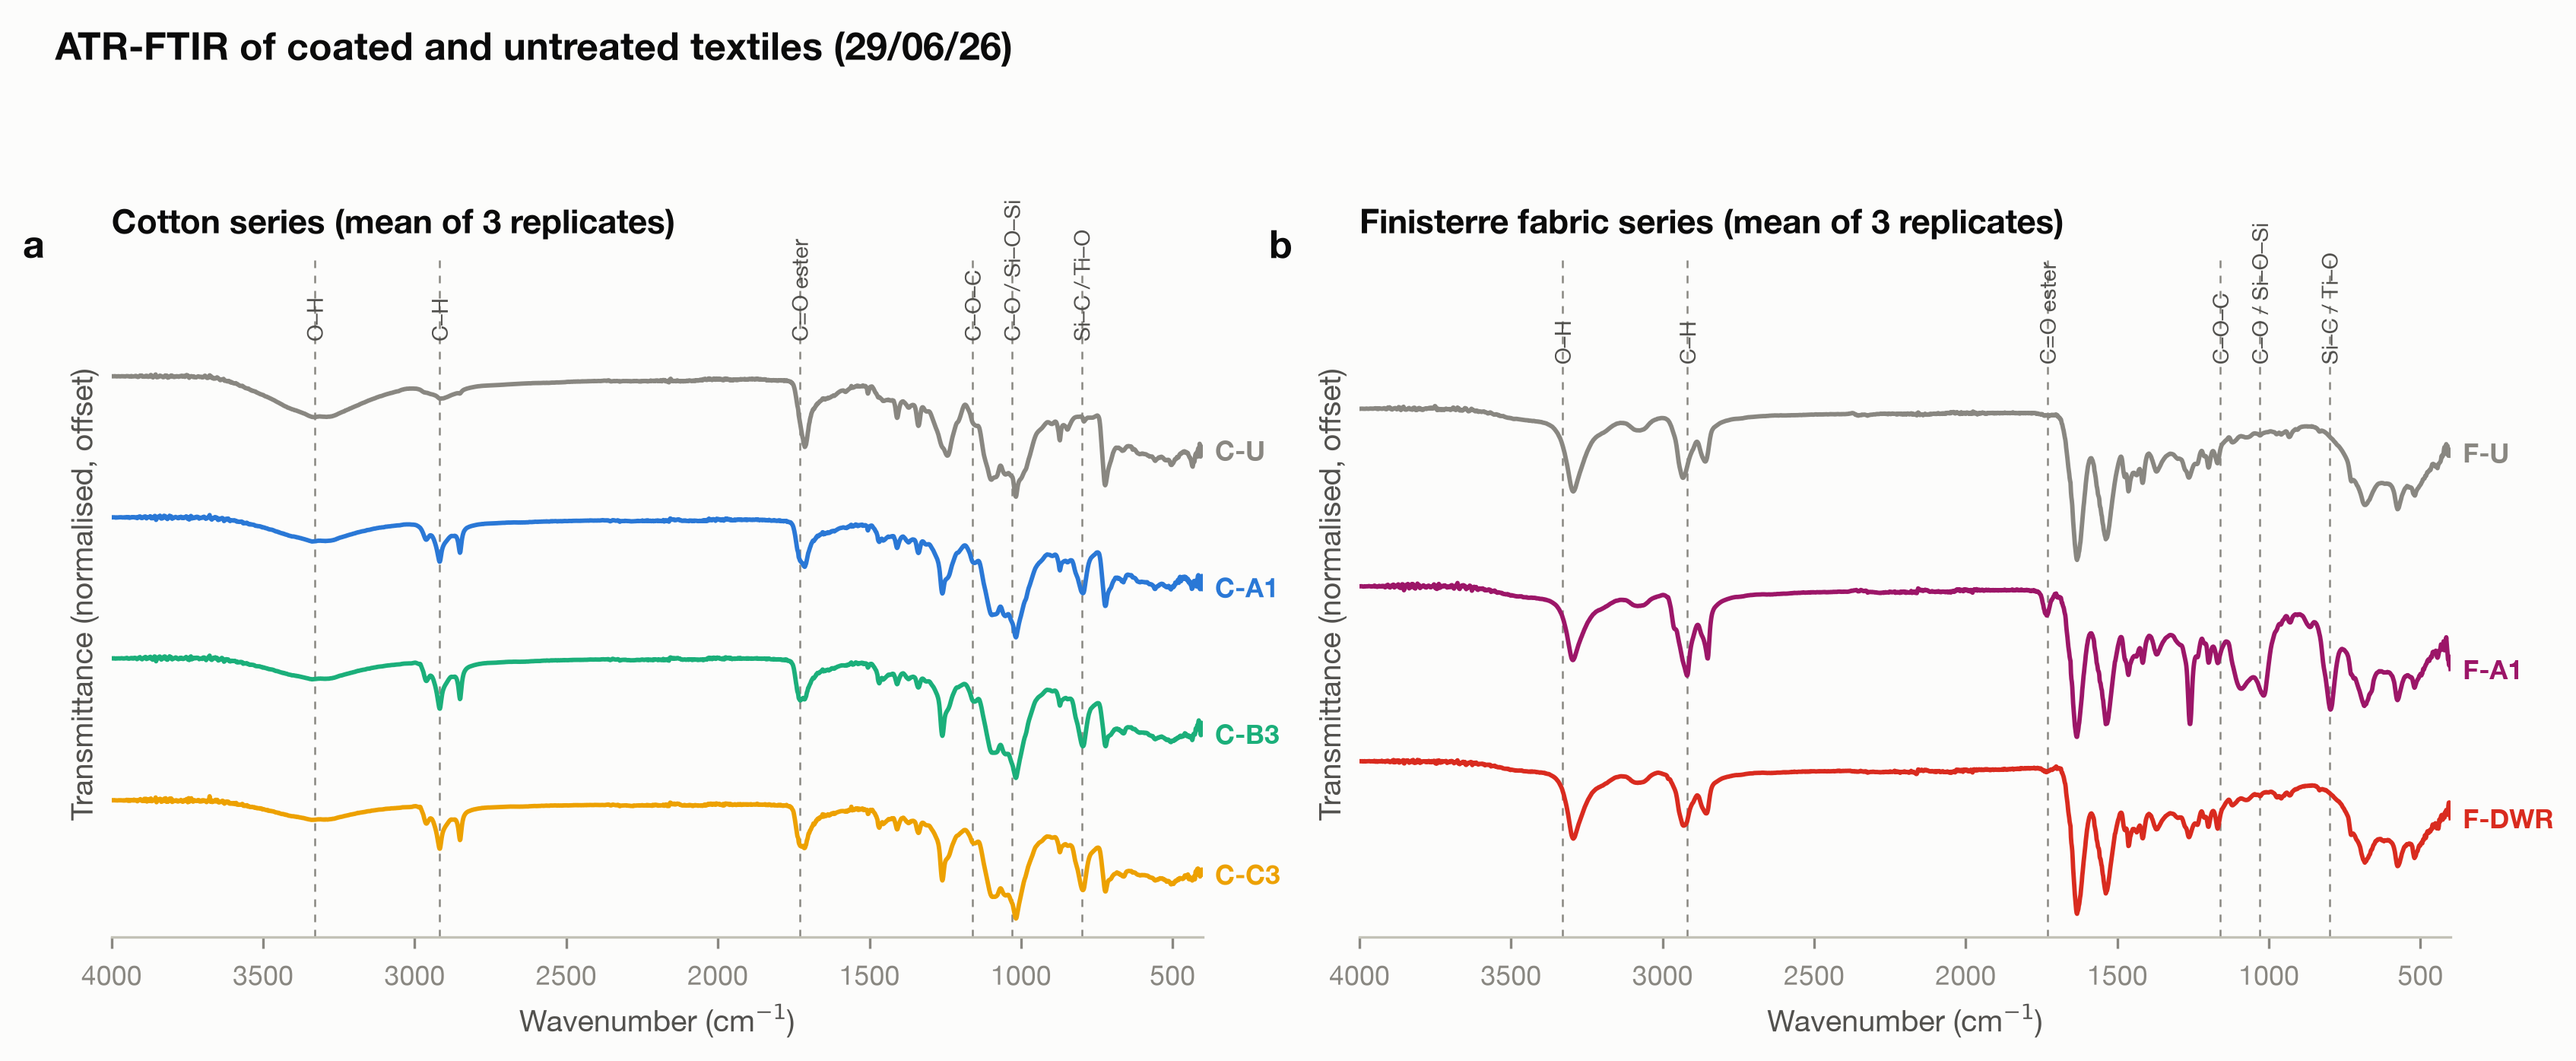 ATR-FTIR of coated and untreated textiles (29/06/26)
Cotton series (mean of 3 replicates)
a
O–H
C–H
C=O ester
C–O–C
C–O / Si–O–Si
Si–C / Ti–O
Transmittance (normalised, offset)
C-U
C-A1
C-B3
C-C3
4000 3500 3000 2500 2000 1500 1000 500
Wavenumber (cm⁻¹)
Finisterre fabric series (mean of 3 replicates)
b
O–H
C–H
C=O ester
C–O–C
C–O / Si–O–Si
Si–C / Ti–O
Transmittance (normalised, offset)
F-U
F-A1
F-DWR
4000 3500 3000 2500 2000 1500 1000 500
Wavenumber (cm⁻¹)